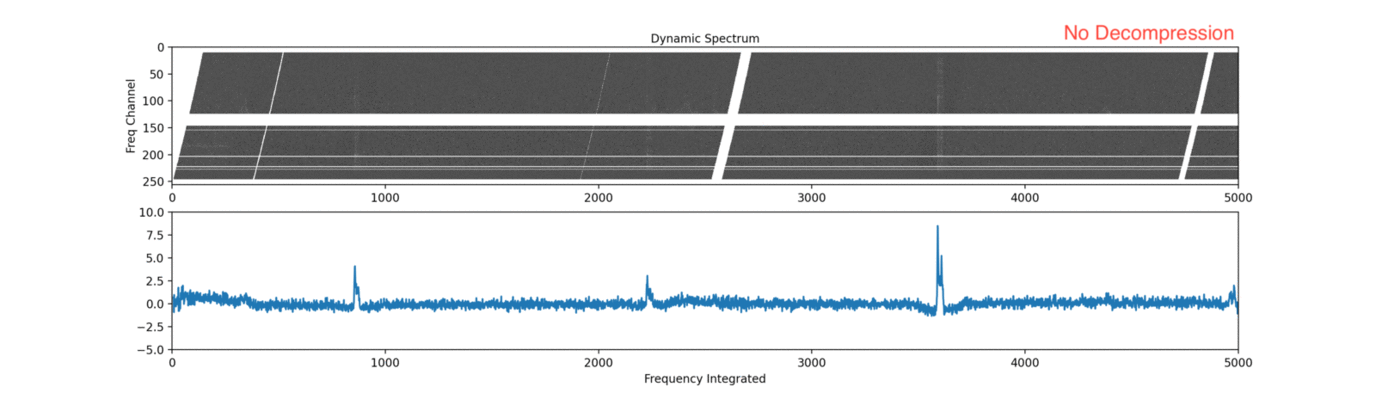 No Decompression
Dynamic Spectrum
Freq Channel
0
50
100
150
200
250
0 1000 2000 3000 4000 5000
10.0
7.5
5.0
2.5
0.0
−2.5
−5.0
0 1000 2000 3000 4000 5000
Frequency Integrated